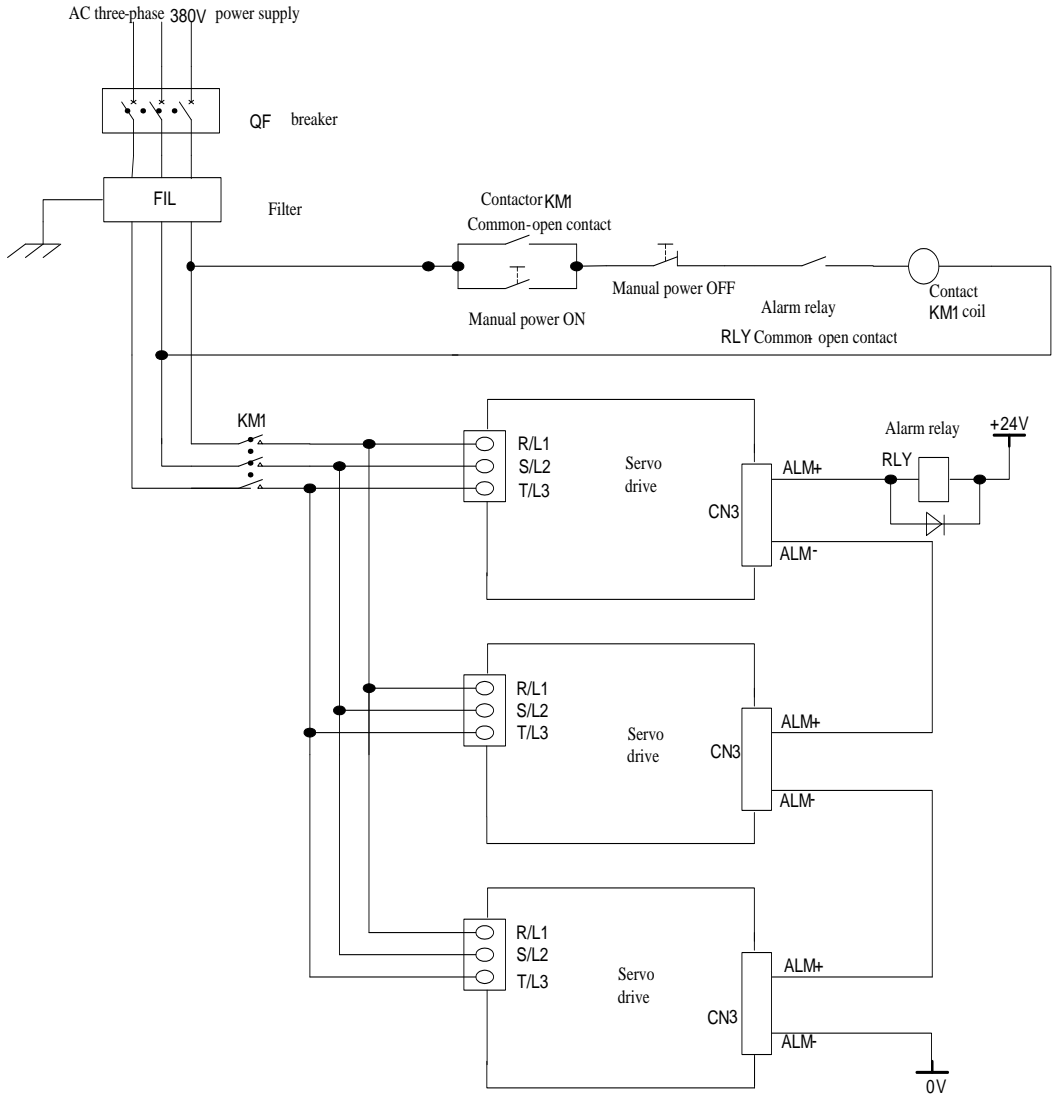 AC three-phase 380V power supply
QF breaker
FIL
Filter
Contactor KM1
Common-open contact
Manual power OFF
Manual power ON
Alarm relay
RLY Common open contact
Contact
KM1 coil
KM1
R/L1
S/L2
T/L3
Servo
drive
CN3
ALM+
ALM-
Alarm relay
RLY
+24V
R/L1
S/L2
T/L3
Servo
drive
CN3
ALM+
ALM-
R/L1
S/L2
T/L3
Servo
drive
CN3
ALM+
ALM-
0V